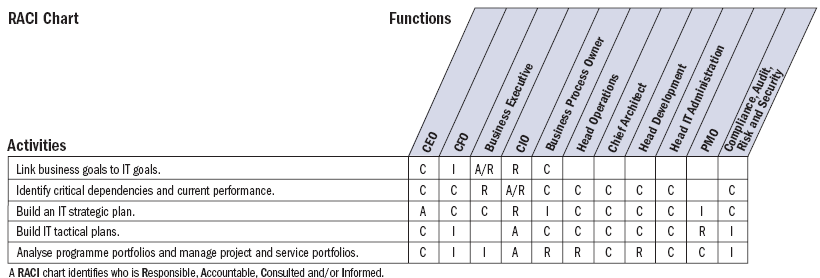 RACI Chart Functions
CEO
CFO
Business Executive
CIO
Business Process Owner
Head Operations
Chief Architect
Head Development
Head IT Administration
PMO
Compliance, Audit,
Risk and Security
Activities
Link business goals to IT goals. C I A/R R C
Identify critical dependencies and current performance. C C R A/R C C C C C C
Build an IT strategic plan. A C C R I C C C C I C
Build IT tactical plans. C I A C C C C C R I
Analyse programme portfolios and manage project and service portfolios. C I I A R R C R C C I
A RACI chart identifies who is Responsible, Accountable, Consulted and/or Informed.